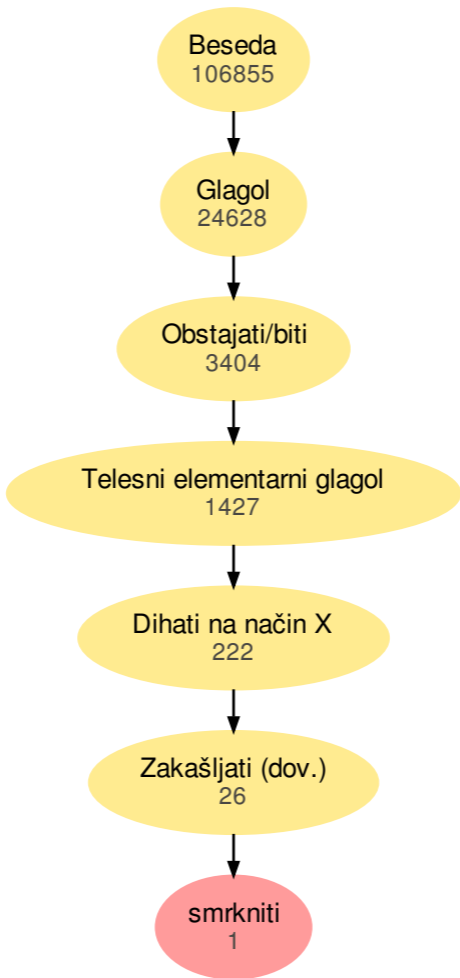 Beseda
106855
Glagol
24628
Obstajati/biti
3404
Telesni elementarni glagol
1427
Dihati na način X
222
Zakašljati (dov.)
26
smrkniti
1